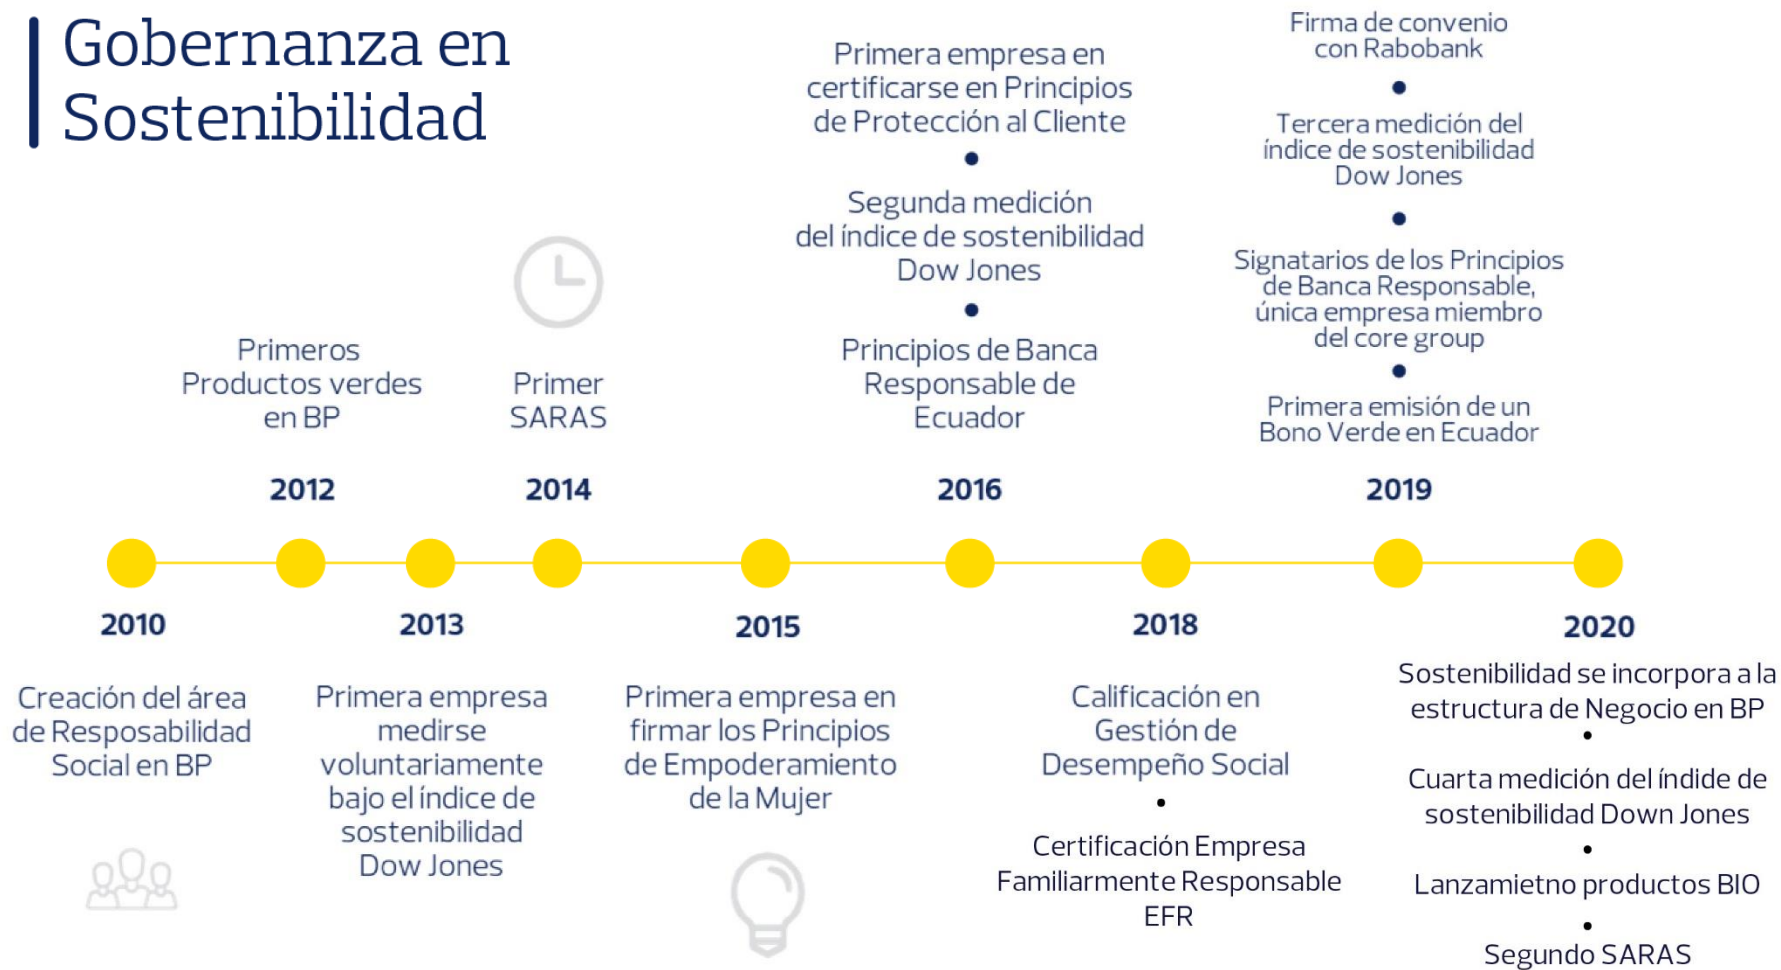 Gobernanza en
Sostenibilidad
Primeros
Productos verdes
en BP
2012
Primer
SARAS
2014
Primera empresa en
certificarse en Principios
de Protección al Cliente
Segunda medición
del índice de sostenibilidad
Dow Jones
Principios de Banca
Responsable de
Ecuador
2016
Firma de convenio
con Rabobank
Tercera medición del
índice de sostenibilidad
Dow Jones
Signatarios de los Principios
de Banca Responsable,
única empresa miembro
del core group
Primera emisión de un
Bono Verde en Ecuador
2019
2010
Creación del área
de Resposabilidad
Social en BP
2013
Primera empresa
medirse
voluntariamente
bajo el índice de
sostenibilidad
Dow Jones
2015
Primera empresa en
firmar los Principios
de Empoderamiento
de la Mujer
2018
Calificación en
Gestión de
Desempeño Social
Certificación Empresa
Familiarmente Responsable
EFR
2020
Sostenibilidad se incorpora a la
estructura de Negocio en BP
Cuarta medición del índide de
sostenibilidad Down Jones
Lanzamietno productos BIO
Segundo SARAS